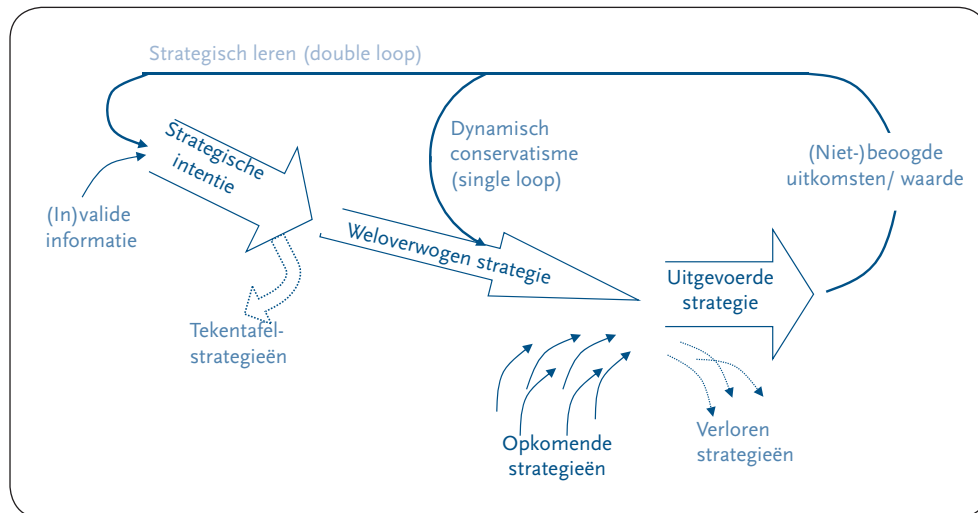 Strategisch leren (double loop)
Strategische
intentie
(In)valide
informatie
Tekentafel-
strategieën
Dynamisch
conservatisme
(single loop)
Weloverwogen strategie
(Niet-)beoogde
uitkomsten/ waarde
Uitgevoerde
strategie
Opkomende
strategieën
Verloren
strategieën